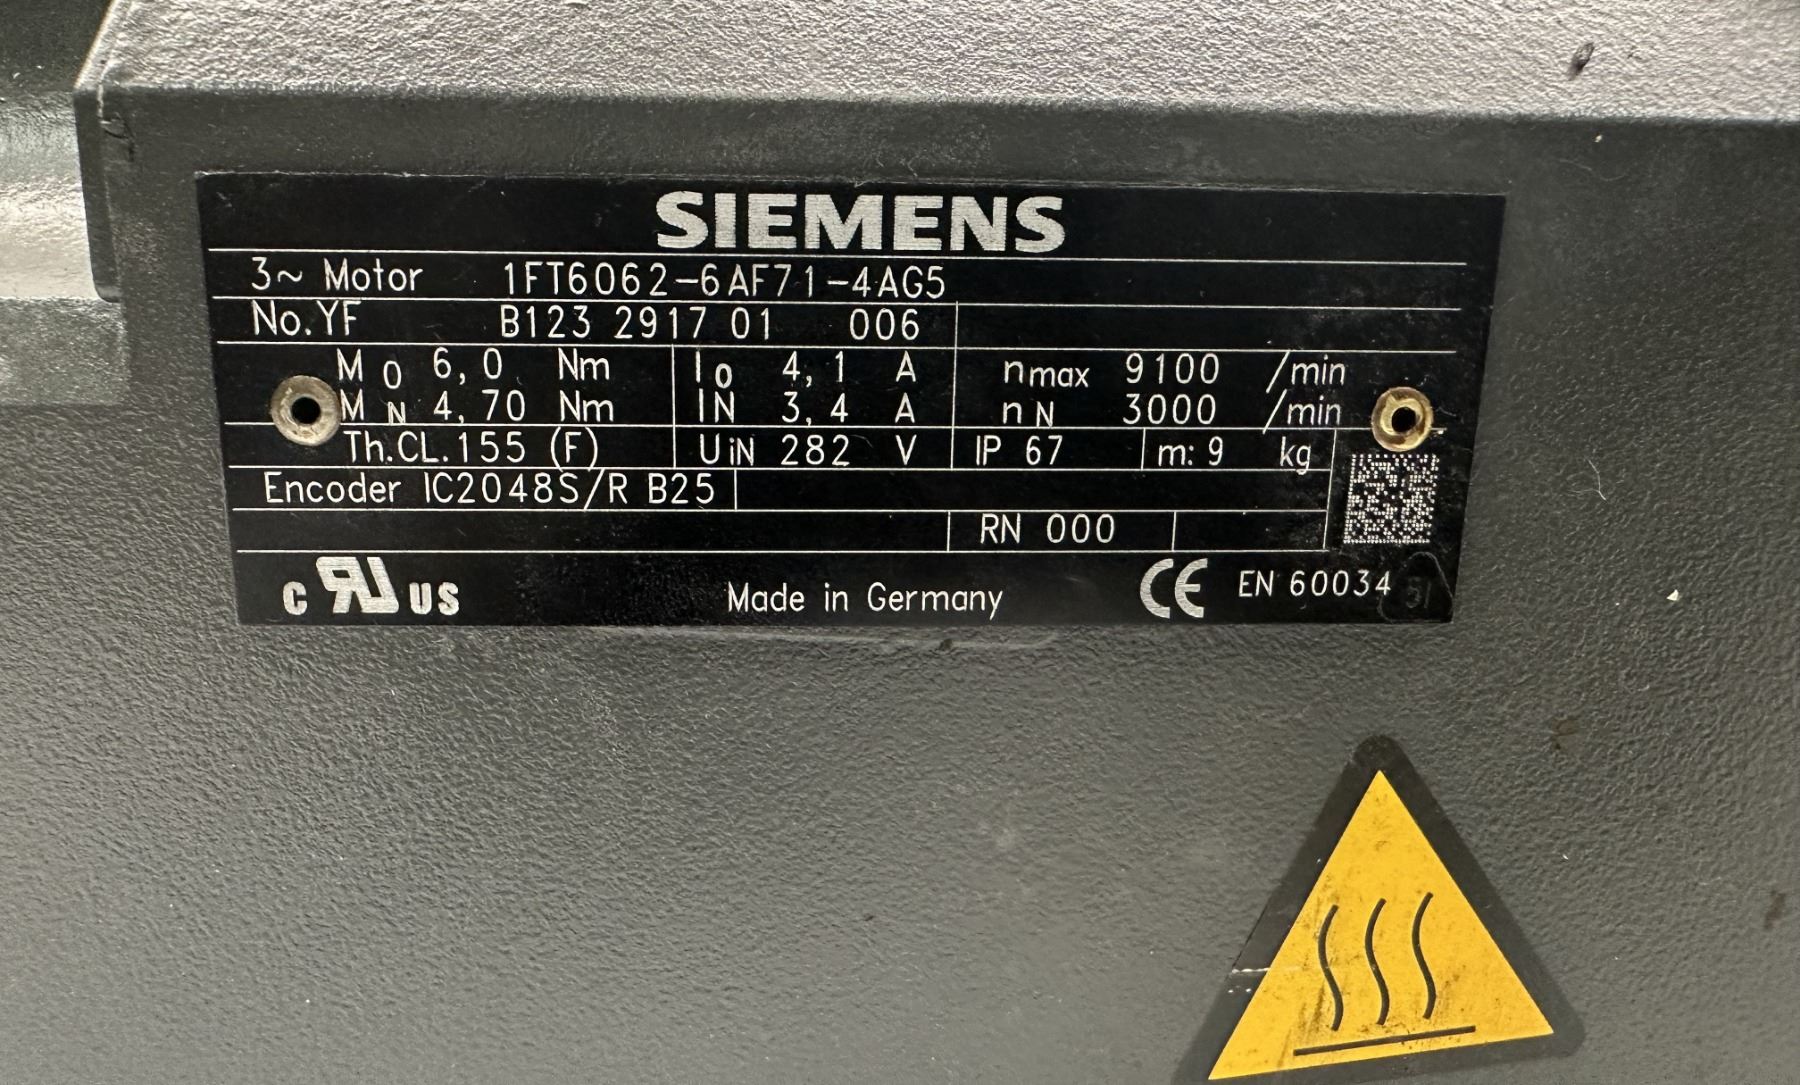 SIEMENS
3~ Motor 1FT6062-6AF71-4AG5
No.YF B123 2917 01 006
M0 6,0 Nm I0 4,1 A nmax 9100 /min
MN 4,70 Nm IN 3,4 A nN 3000 /min
Th.CL.155 (F) UiN 282 V IP 67 m: 9 kg
Encoder IC2048S/R B25
RN 000
c RU US Made in Germany CE EN 60034